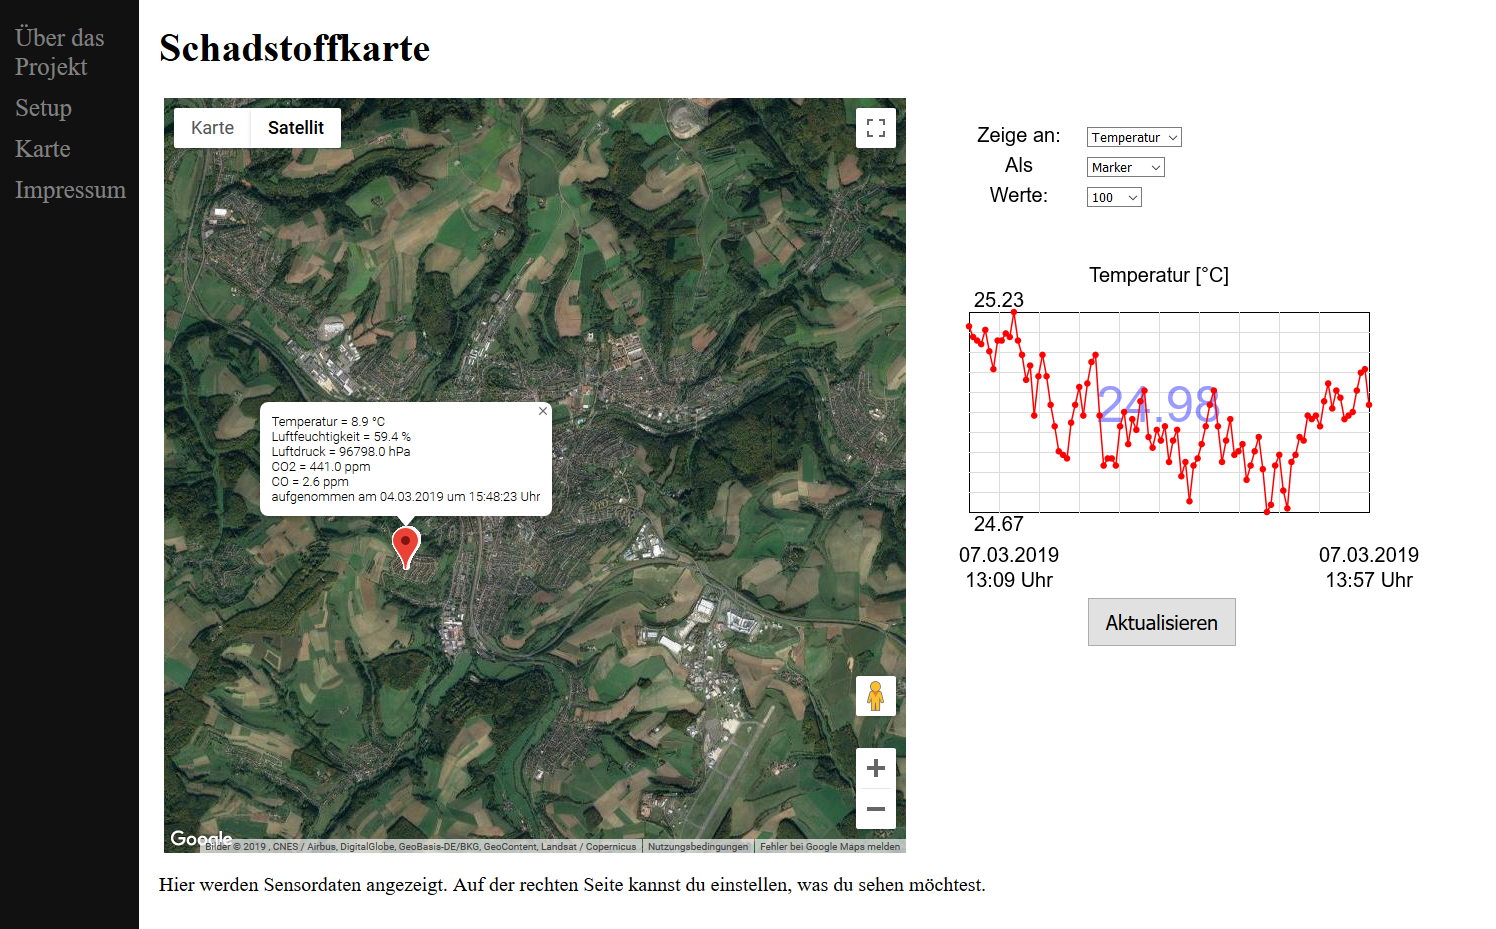 Über das
Projekt
Setup
Karte
Impressum
Schadstoffkarte
Karte
Satellit
Temperatur = 8.9 °C
Luftfeuchtigkeit = 59.4 %
Luftdruck = 96798.0 hPa
CO2 = 441.0 ppm
CO = 2.6 ppm
aufgenommen am 04.03.2019 um 15:48:23 Uhr
Google
Bilder © 2019 , CNES / Airbus, DigitalGlobe, GeoBasis-DE/BKG, GeoContent, Landsat / Copernicus
Nutzungsbedingungen
Fehler bei Google Maps melden
Zeige an: Temperatur
Als Marker
Werte: 100
Temperatur [°C]
25.23
24.98
24.67
07.03.2019
13:09 Uhr
07.03.2019
13:57 Uhr
Aktualisieren
Hier werden Sensordaten angezeigt. Auf der rechten Seite kannst du einstellen, was du sehen möchtest.